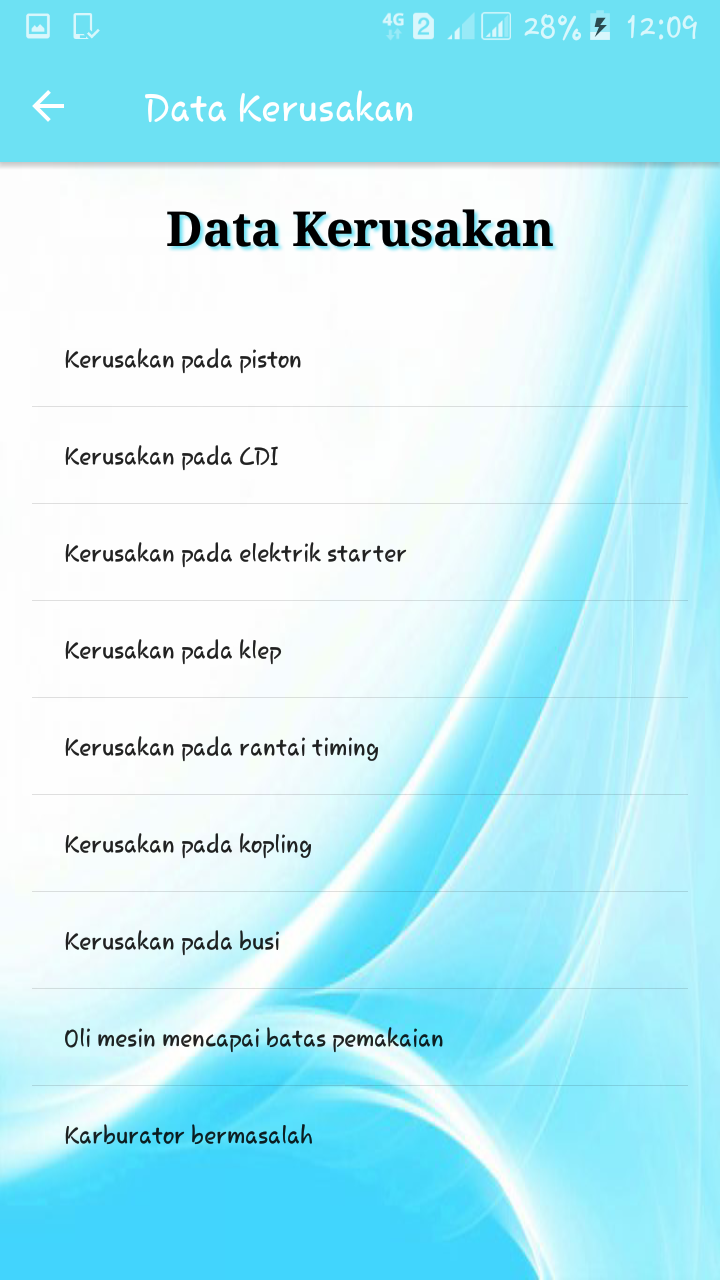 4G 2 28% 12:09
Data Kerusakan
Data Kerusakan
Kerusakan pada piston
Kerusakan pada CDI
Kerusakan pada elektrik starter
Kerusakan pada klep
Kerusakan pada rantai timing
Kerusakan pada kopling
Kerusakan pada busi
Oli mesin mencapai batas pemakaian
Karburator bermasalah